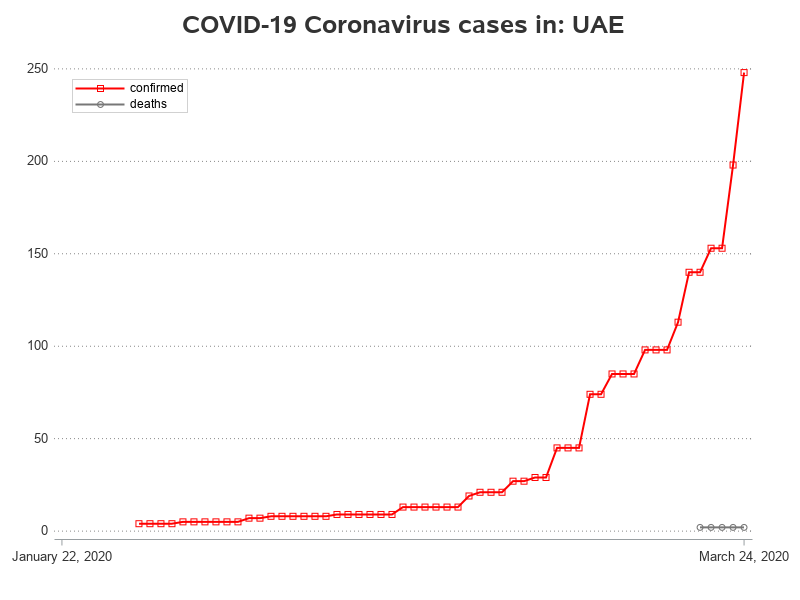 COVID-19 Coronavirus cases in: UAE
250
confirmed
deaths
200
150
100
50
0
January 22, 2020
March 24, 2020